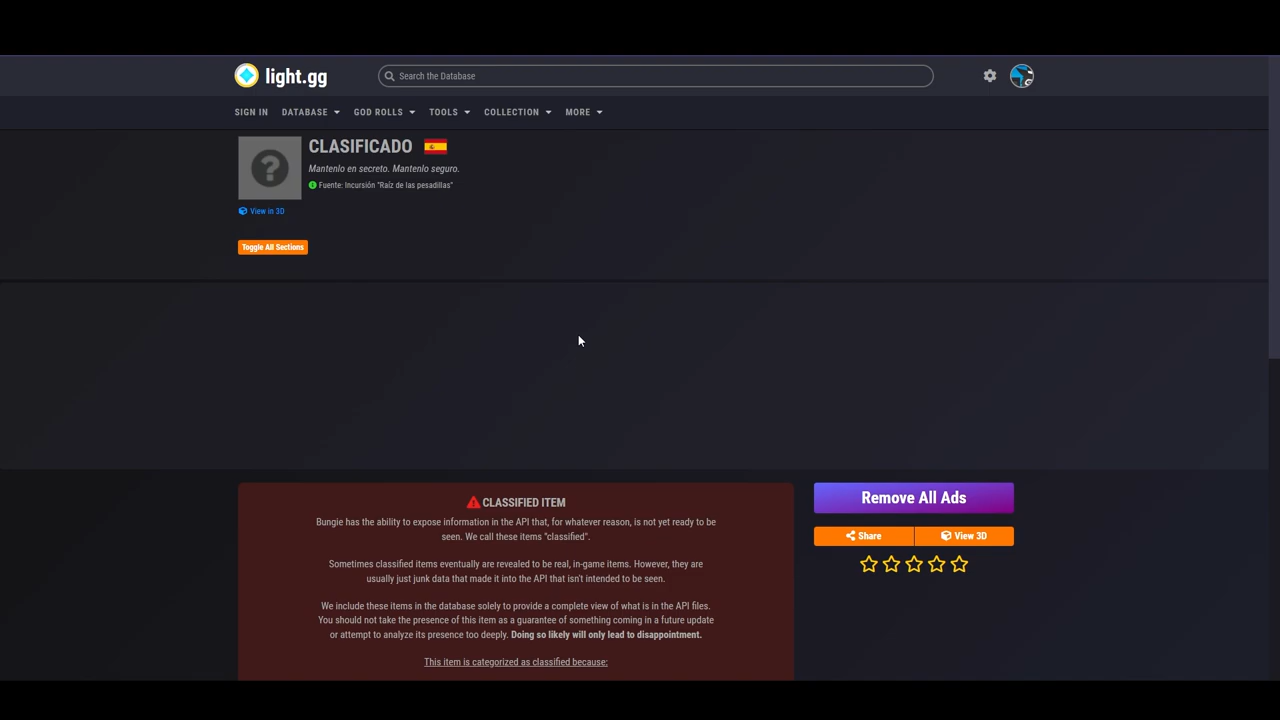 light.gg
Search the Database
SIGN IN
DATABASE
GOD ROLLS
TOOLS
COLLECTION
MORE
CLASIFICADO
Mantenlo en secreto. Mantenlo seguro.
Fuente: Incursión "Raíz de las pesadillas"
View in 3D
Toggle All Sections
CLASSIFIED ITEM
Bungie has the ability to expose information in the API that, for whatever reason, is not yet ready to be
seen. We call these items "classified".
Sometimes classified items eventually are revealed to be real, in-game items. However, they are
usually just junk data that made it into the API that isn't intended to be seen.
We include these items in the database solely to provide a complete view of what is in the API files.
You should not take the presence of this item as a guarantee of something coming in a future update
or attempt to analyze its presence too deeply. Doing so likely will only lead to disappointment.
This item is categorized as classified because:
Remove All Ads
Share
View 3D